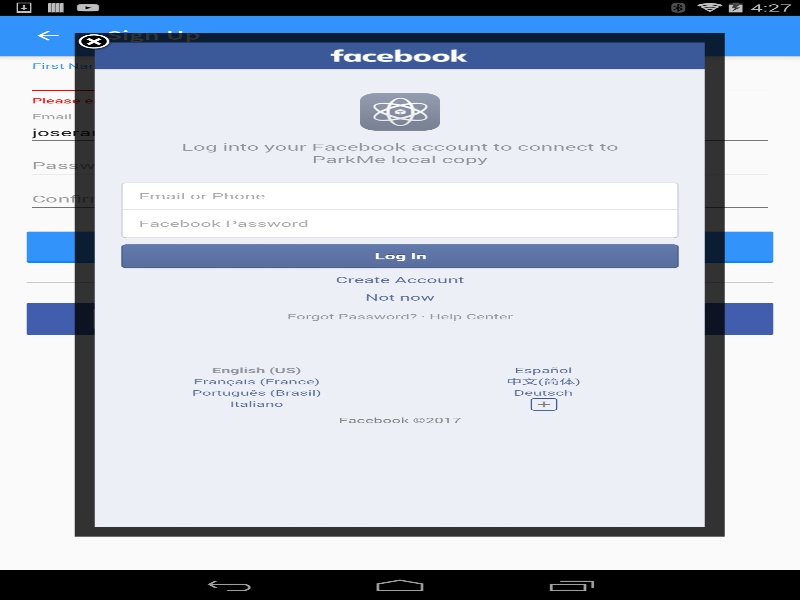 4:27
Sign Up
facebook
First Na
Please e
Email
Log into your Facebook account to connect to
ParkMe local copy
joser
Passw
Email or Phone
Confir
Facebook Password
Log In
Create Account
Not now
Forgot Password? · Help Center
English (US)
Español
Français (France)
中文(简体)
Português (Brasil)
Deutsch
Italiano
Facebook ©2017